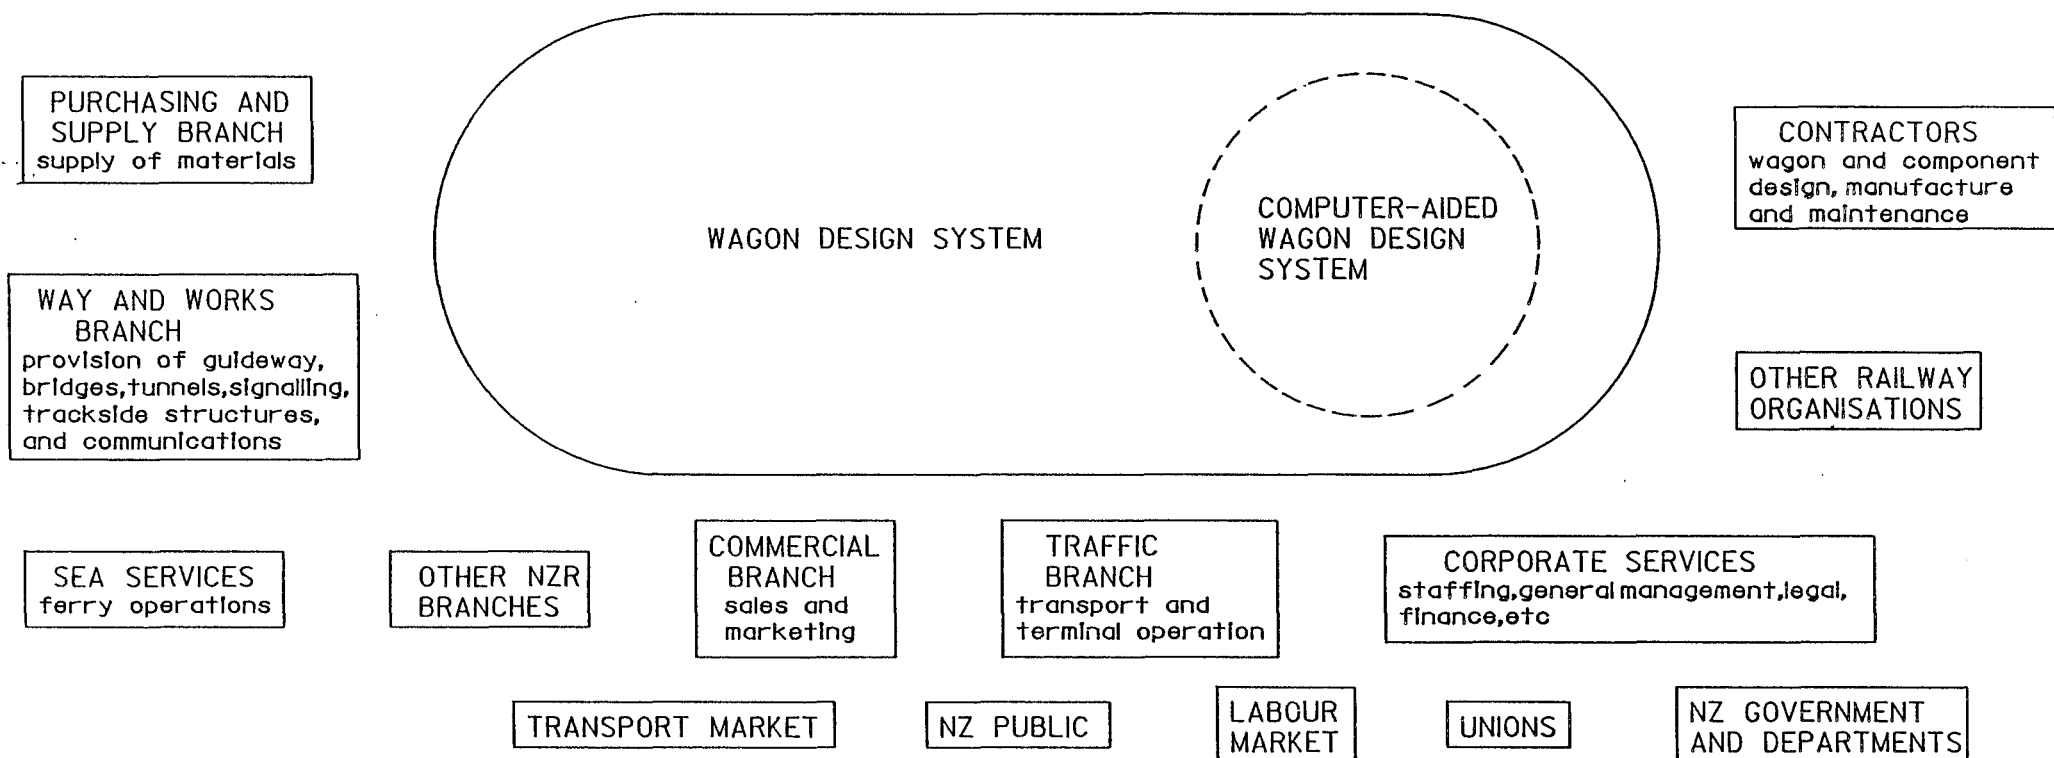 PURCHASING AND
SUPPLY BRANCH
supply of materials
WAGON DESIGN SYSTEM
COMPUTER-AIDED
WAGON DESIGN
SYSTEM
CONTRACTORS
wagon and component
design, manufacture
and maintenance
WAY AND WORKS
BRANCH
provision of guideway,
bridges,tunnels,signalling,
trackside structures,
and communications
OTHER RAILWAY
ORGANISATIONS
SEA SERVICES
ferry operations
OTHER NZR
BRANCHES
COMMERCIAL
BRANCH
sales and
marketing
TRAFFIC
BRANCH
transport and
terminal operation
CORPORATE SERVICES
staffing,general management,legal,
finance,etc
TRANSPORT MARKET
NZ PUBLIC
LABOUR
MARKET
UNIONS
NZ GOVERNMENT
AND DEPARTMENTS